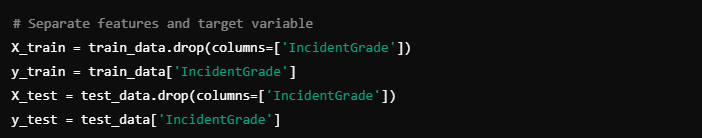 # Separate features and target variable
X_train = train_data.drop(columns=['IncidentGrade'])
y_train = train_data['IncidentGrade']
X_test = test_data.drop(columns=['IncidentGrade'])
y_test = test_data['IncidentGrade']